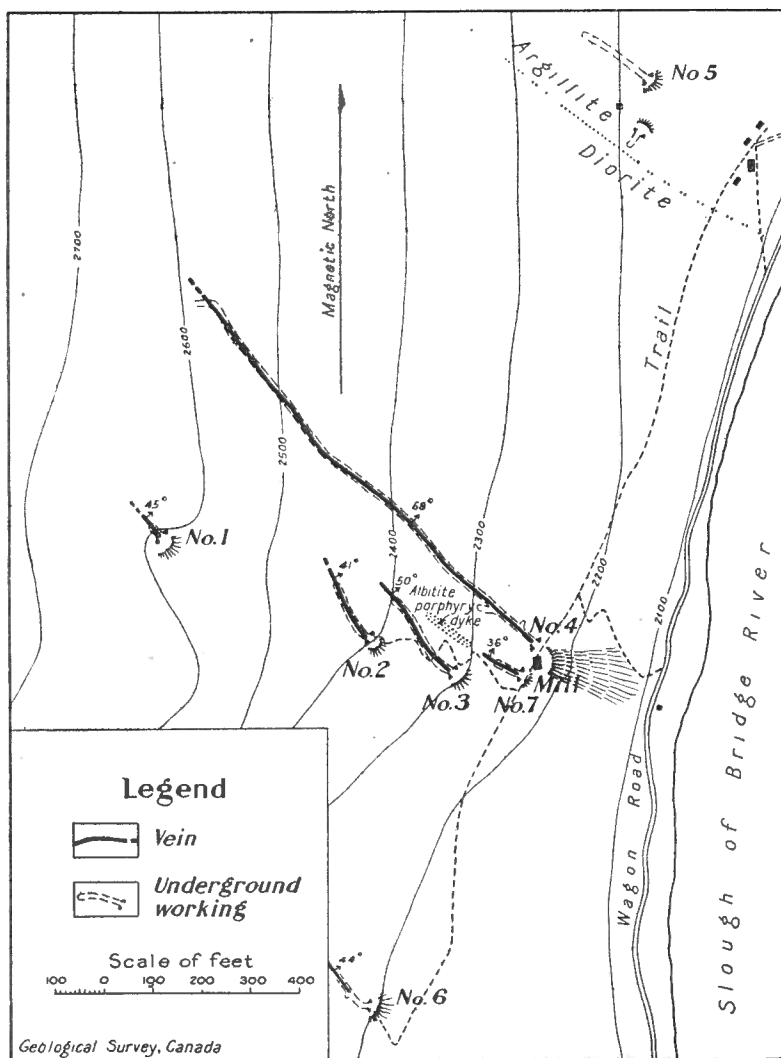 No 5
Argillite
Diorite
Magnetic North
2700
2600
2500
2400
2300
2200
2100
Trail
45°
No. 1
68°
41°
50°
Albitite
porphyry
dyke
No. 4
36°
No. 2
No. 3
No. 7
Mill
Wagon Road
Slough of Bridge River
Legend
Vein
Underground
working
Scale of feet
100 0 100 200 300 400
44°
No. 6
Geological Survey, Canada